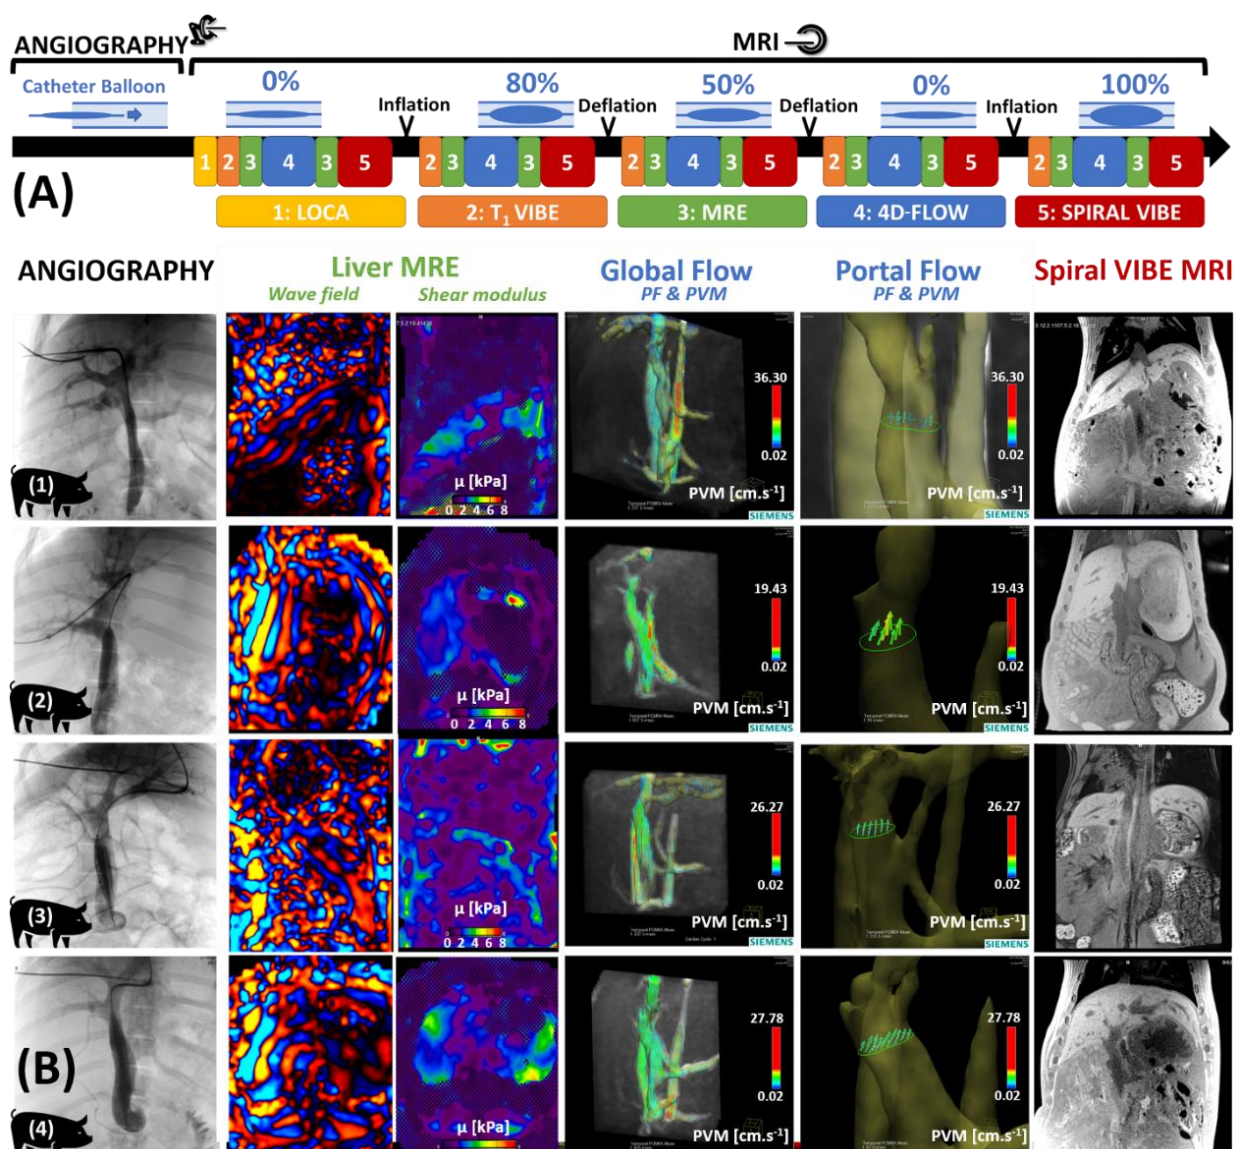 ANGIOGRAPHY
MRI
Catheter Balloon
0%
Inflation
80%
Deflation
50%
Deflation
0%
Inflation
100%
1 2 3 4 3 5
2 3 4 3 5
2 3 4 3 5
2 3 4 3 5
2 3 4 3 5
(A)
1: LOCA
2: T1 VIBE
3: MRE
4: 4D-FLOW
5: SPIRAL VIBE
ANGIOGRAPHY
Liver MRE
Wave field
Shear modulus
Global Flow
PF & PVM
Portal Flow
PF & PVM
Spiral VIBE MRI
(1)
µ [kPa]
0 2 4 6 8
36.30
0.02
PVM [cm.s-1]
SIEMENS
36.30
0.02
PVM [cm.s-1]
SIEMENS
(2)
µ [kPa]
0 2 4 6 8
19.43
0.02
PVM [cm.s-1]
SIEMENS
19.43
0.02
PVM [cm.s-1]
SIEMENS
(3)
µ [kPa]
0 2 4 6 8
26.27
0.02
PVM [cm.s-1]
SIEMENS
26.27
0.02
PVM [cm.s-1]
SIEMENS
(B)
(4)
µ [kPa]
27.78
0.02
PVM [cm.s-1]
27.78
0.02
PVM [cm.s-1]